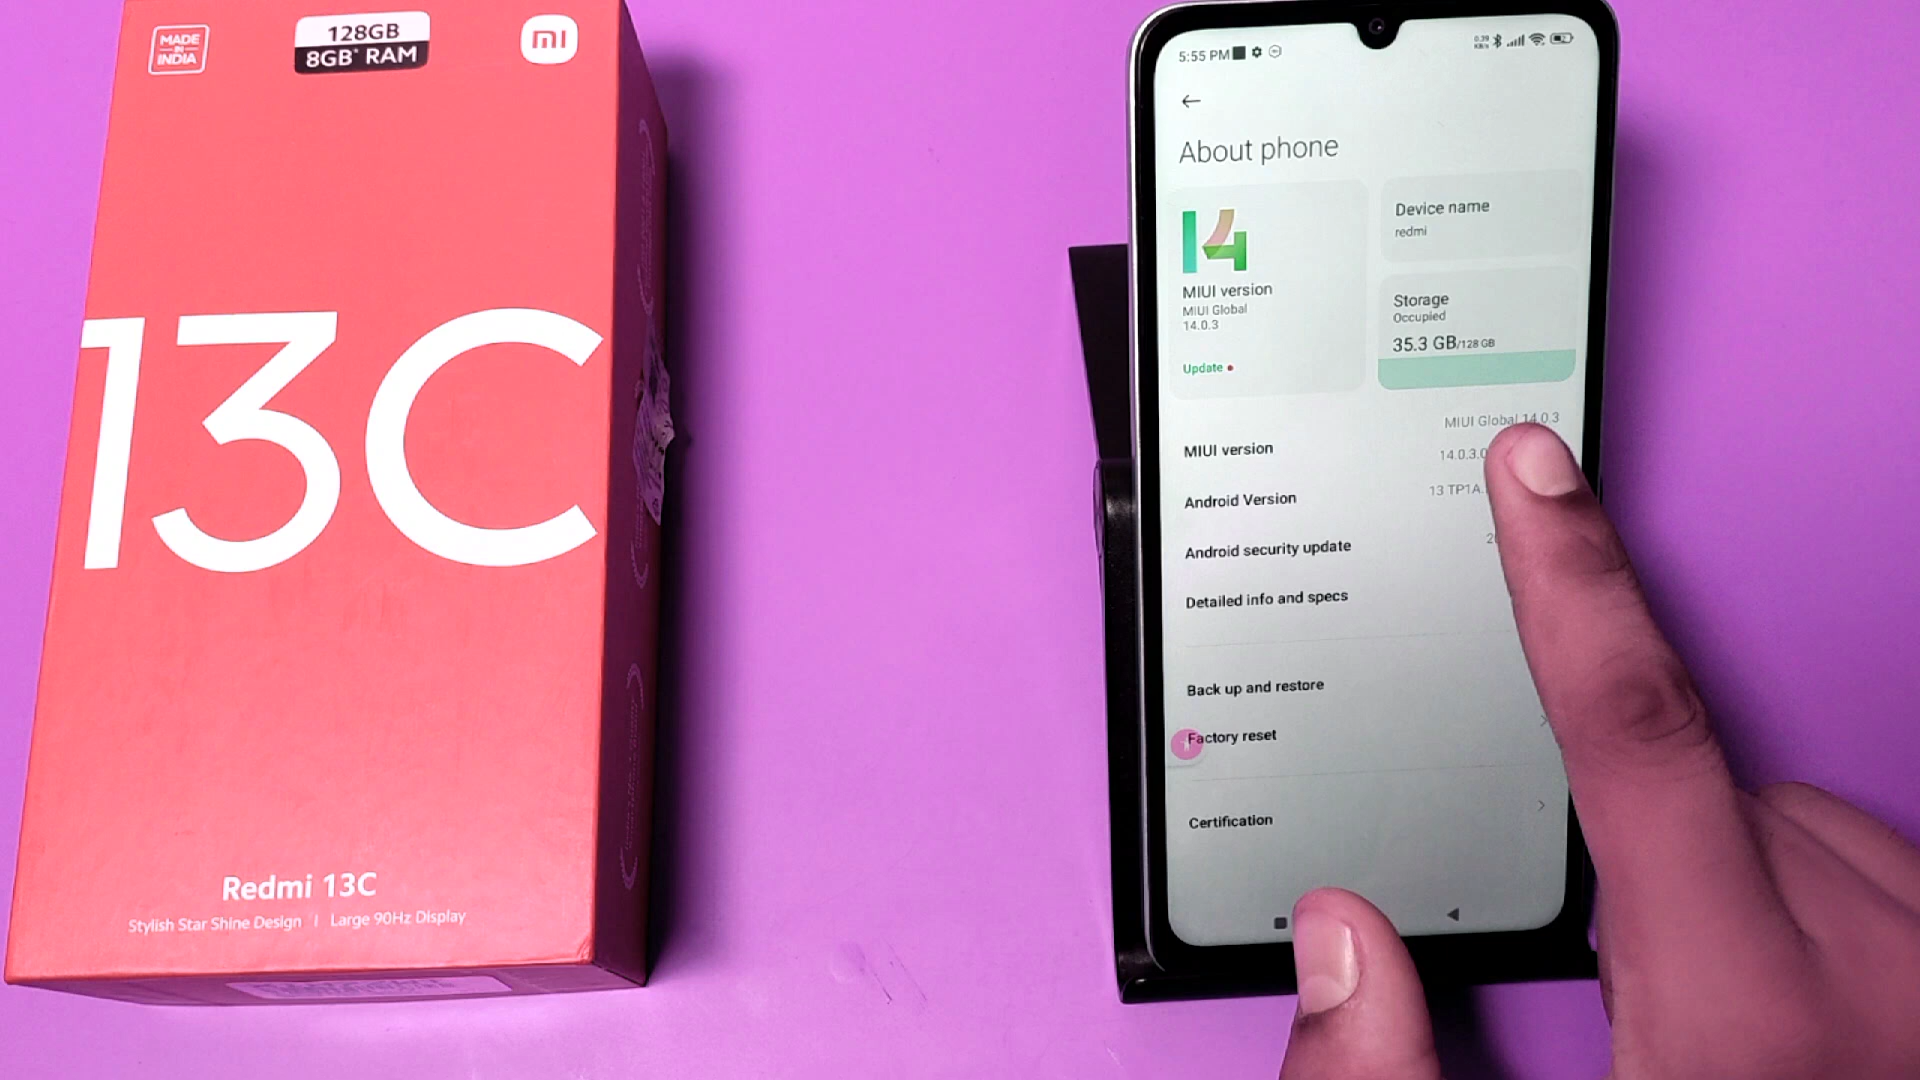 MADE
IN
INDIA
128GB
8GB* RAM
mi
13C
Redmi 13C
Stylish Star Shine Design | Large 90Hz Display
5:55 PM
About phone
14
MIUI version
MIUI Global
14.0.3
Update
Device name
redmi
Storage
Occupied
35.3 GB/128 GB
MIUI version
MIUI Global 14.0.3
14.0.3.0
Android Version
13 TP1A.
Android security update
Detailed info and specs
Back up and restore
Factory reset
Certification